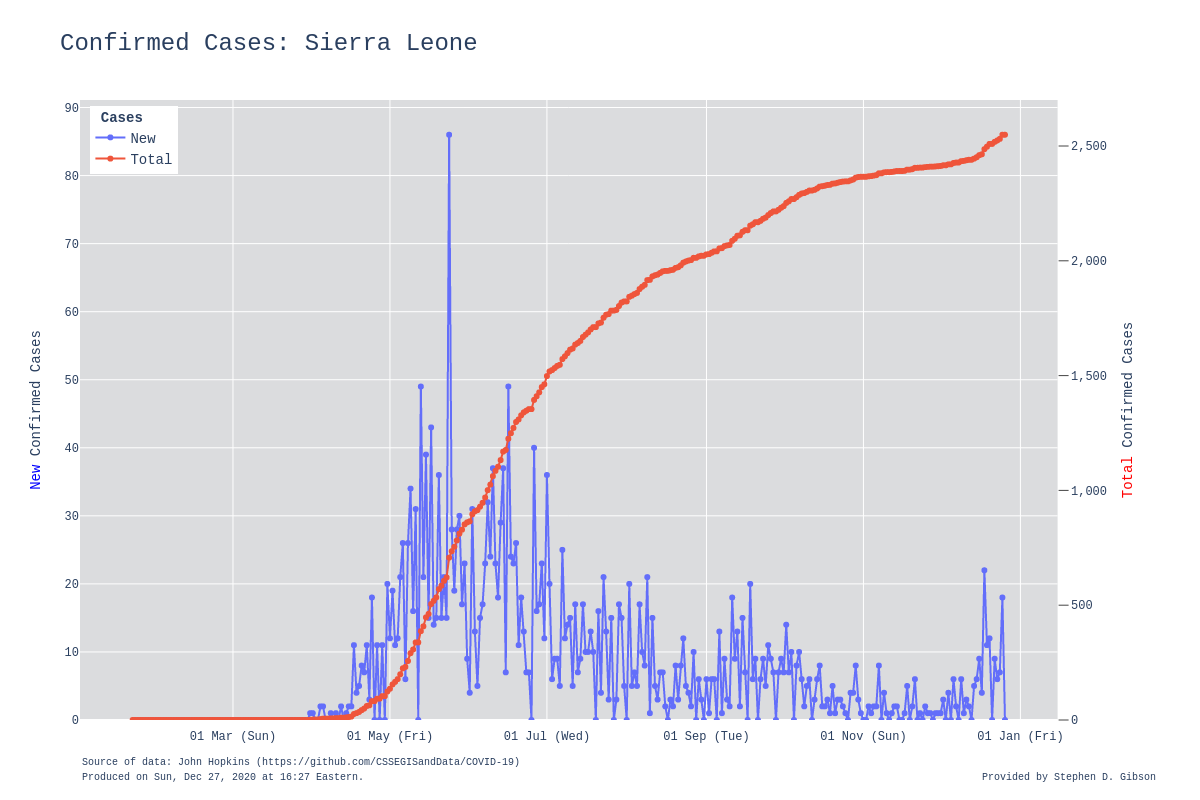 Confirmed Cases: Sierra Leone
Cases
New
Total
90
80
70
60
50
40
30
20
10
0
New Confirmed Cases
2,500
2,000
1,500
1,000
500
0
Total Confirmed Cases
01 Mar (Sun) 01 May (Fri) 01 Jul (Wed) 01 Sep (Tue) 01 Nov (Sun) 01 Jan (Fri)
Source of data: John Hopkins (https://github.com/CSSEGISandData/COVID-19)
Produced on Sun, Dec 27, 2020 at 16:27 Eastern.
Provided by Stephen D. Gibson